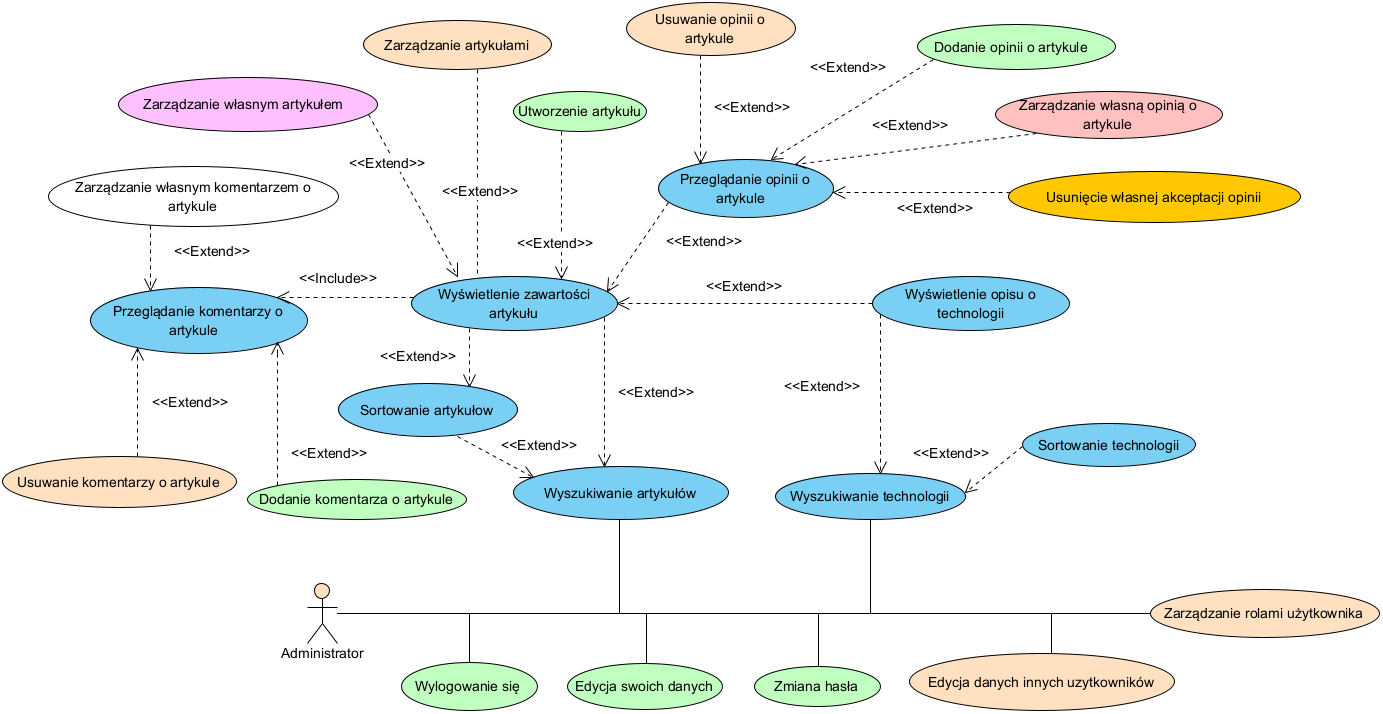 Usuwanie opinii o
artykule
Zarządzanie artykułami
Dodanie opinii o artykule
<<Extend>>
Zarządzanie własnym artykułem
Utworzenie artykułu
<<Extend>>
Zarządzanie własną opinią o
artykule
<<Extend>>
<<Extend>>
Zarządzanie własnym komentarzem o
artykule
<<Extend>>
Przeglądanie opinii o
artykule
Usunięcie własnej akceptacji opinii
<<Extend>>
<<Extend>>
<<Extend>>
<<Extend>>
<<Include>>
<<Extend>>
Przeglądanie komentarzy o
artykule
Wyświetlenie zawartości
artykułu
Wyświetlenie opisu o
technologii
<<Extend>>
<<Extend>>
<<Extend>>
<<Extend>>
Sortowanie artykułow
<<Extend>>
Sortowanie technologii
<<Extend>>
<<Extend>>
Usuwanie komentarzy o artykule
Dodanie komentarza o artykule
Wyszukiwanie artykułów
Wyszukiwanie technologii
Zarządzanie rolami użytkownika
Administrator
Wylogowanie się
Edycja swoich danych
Zmiana hasła
Edycja danych innych uzytkowników